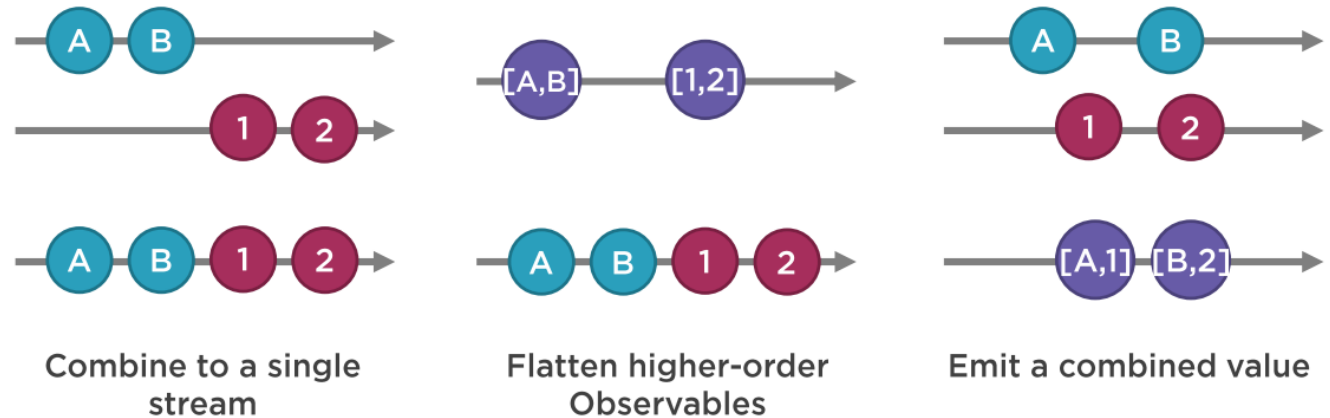 A B
1 2
A B 1 2
Combine to a single
stream
[A,B] [1,2]
A B 1 2
Flatten higher-order
Observables
A B
1 2
[A,1] [B,2]
Emit a combined value